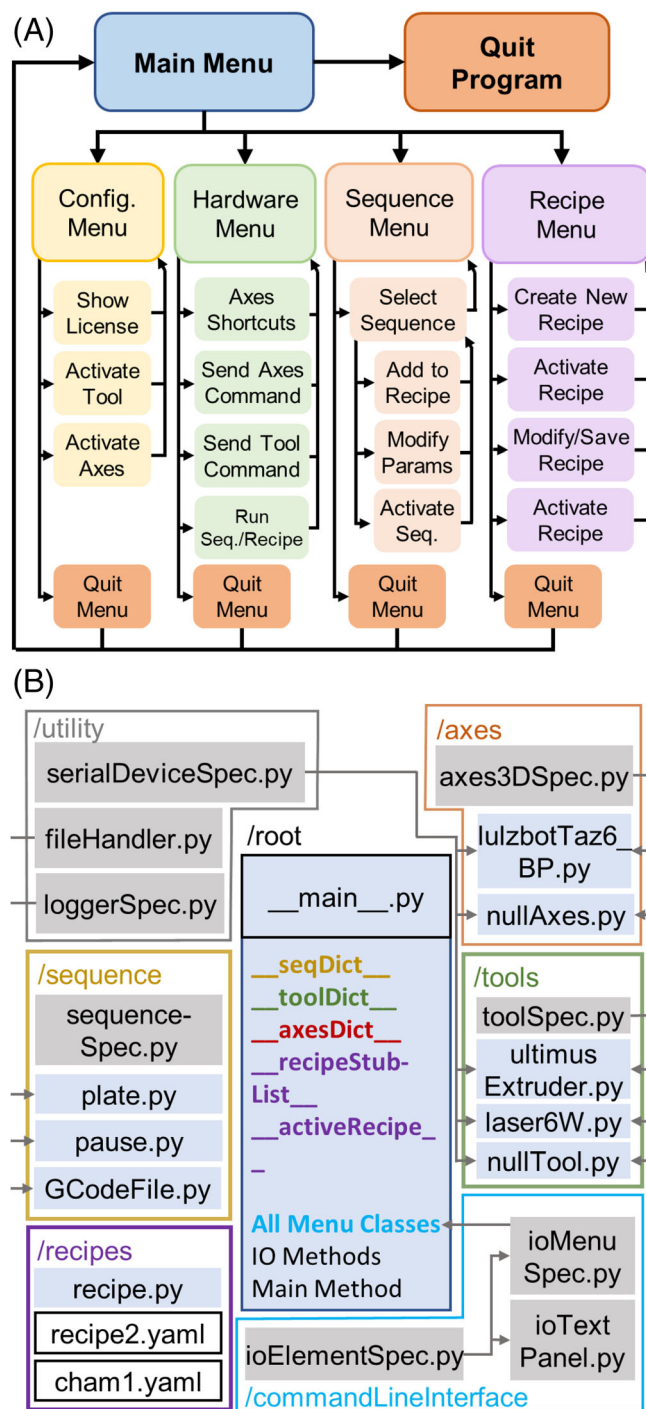 (A)
Main Menu
Quit
Program
Config.
Menu
Show
License
Activate
Tool
Activate
Axes
Quit
Menu
Hardware
Menu
Axes
Shortcuts
Send Axes
Command
Send Tool
Command
Run
Seq./Recipe
Quit
Menu
Sequence
Menu
Select
Sequence
Add to
Recipe
Modify
Params
Activate
Seq.
Quit
Menu
Recipe
Menu
Create New
Recipe
Activate
Recipe
Modify/Save
Recipe
Activate
Recipe
Quit
Menu
(B)
/utility
serialDeviceSpec.py
fileHandler.py
loggerSpec.py
/sequence
sequence-
Spec.py
plate.py
pause.py
GCodeFile.py
/recipes
recipe.py
recipe2.yaml
cham1.yaml
/root
__main__.py
__seqDict__
__toolDict__
__axesDict__
__recipeStub-
List__
__activeRecipe_
_
All Menu Classes
IO Methods
Main Method
/axes
axes3DSpec.py
lulzbotTaz6_
BP.py
nullAxes.py
/tools
toolSpec.py
ultimus
Extruder.py
laser6W.py
nullTool.py
ioMenu
Spec.py
ioText
Panel.py
ioElementSpec.py
/commandLineInterface